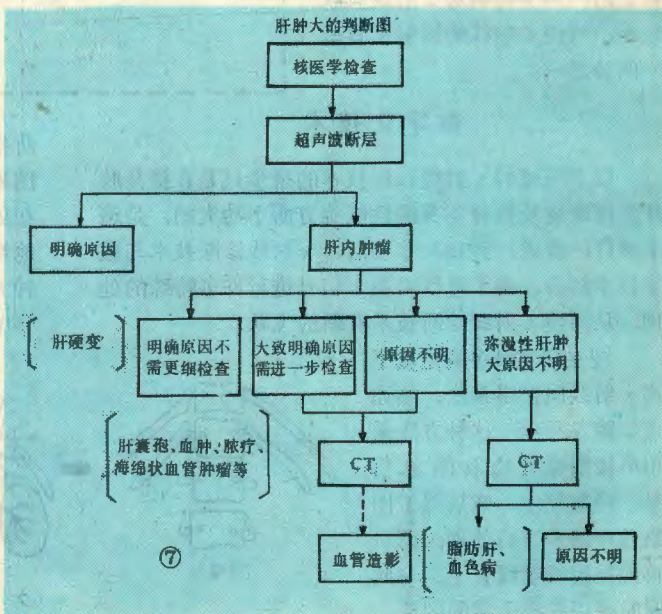 肝肿大的判断图
核医学检查
超声波断层
明确原因
肝内肿瘤
肝硬变
明确原因不
需更细检查
大致明确原因
需进一步检查
原因不明
弥漫性肝肿
大原因不明
肝囊孢、血肿、脓疗、
海绵状血管肿瘤等
CT
CT
血管造影
脂肪肝、
血色病
原因不明
⑦